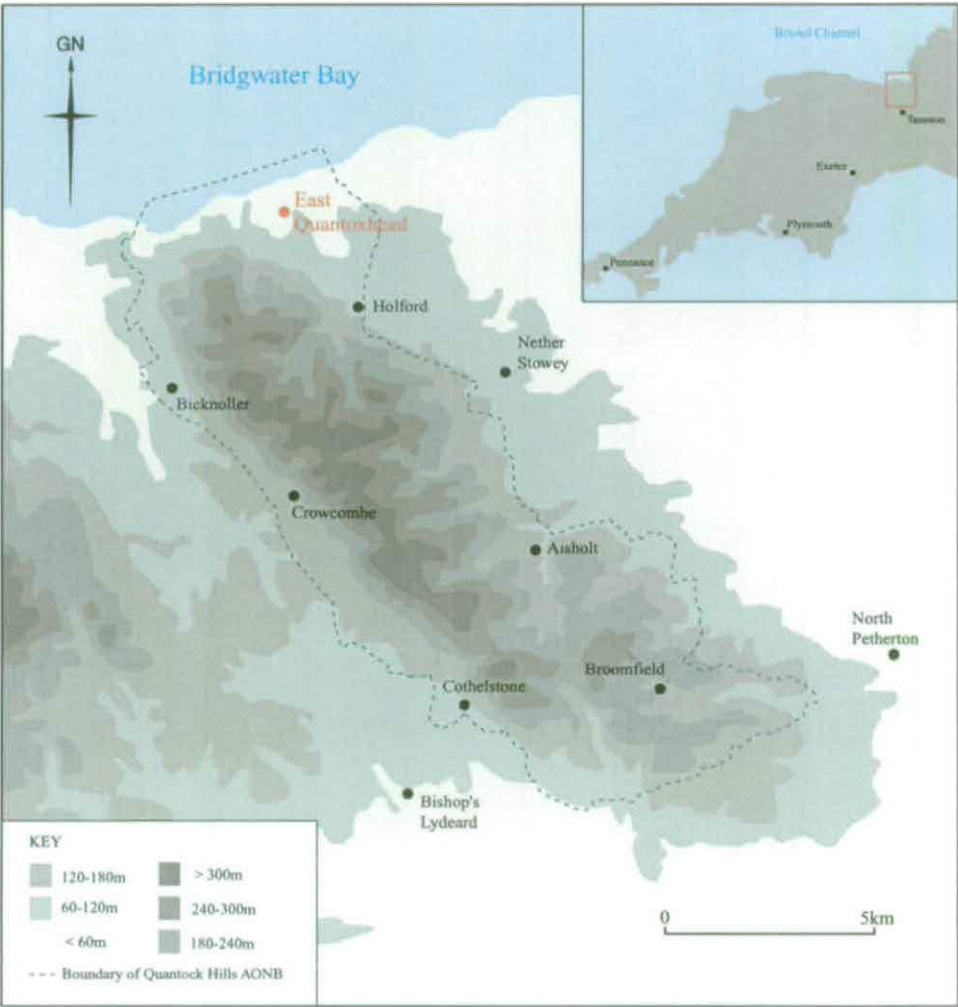 GN
Bridgwater Bay
Bristol Channel
Taunton
Exeter
Plymouth
Penzance
East
Quantoxhead
Holford
Nether
Stowey
Bicknoller
Crowcombe
Aisholt
North
Petherton
Broomfield
Cothelstone
Bishop's
Lydeard
KEY
120-180m
> 300m
60-120m
240-300m
< 60m
180-240m
Boundary of Quantock Hills AONB
0
5km